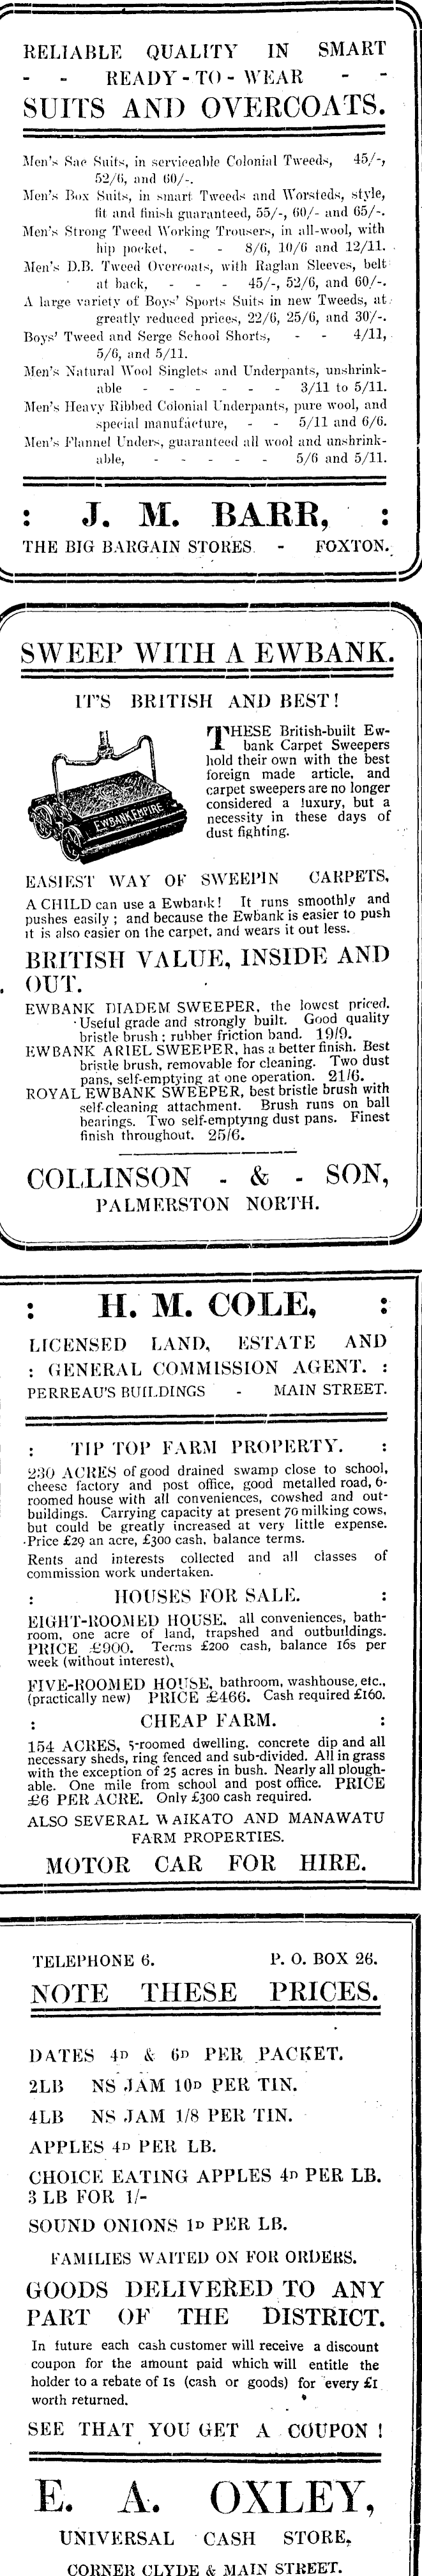 RELIABLE QUALITY IN SMART
- - READY-TO-WEAR - -
SUITS AND OVERCOATS.
Men's Sac Suits, in serviceable Colonial Tweeds, 45/-,
52/6, and 60/-.
Men's Box Suits, in smart Tweeds and Worsteds, style,
fit and finish guaranteed, 55/-, 60/- and 65/-.
Men's Strong Tweed Working Trousers, in all-wool, with
hip pocket, - - 8/6, 10/6 and 12/11.
Men's D.B. Tweed Overcoats, with Raglan Sleeves, belt
at back, - - - 45/-, 52/6, and 60/-.
A large variety of Boys' Sports Suits in new Tweeds, at
greatly reduced prices, 22/6, 25/6, and 30/-.
Boys' Tweed and Serge School Shorts, - - 4/11,
5/6, and 5/11.
Men's Natural Wool Singlets and Underpants, unshrink-
able - - - - - - 3/11 to 5/11.
Men's Heavy Ribbed Colonial Underpants, pure wool, and
special manufacture, - - 5/11 and 6/6.
Men's Flannel Unders, guaranteed all wool and unshrink-
able, - - - - - 5/6 and 5/11.
: J. M. BARR, :
THE BIG BARGAIN STORES - FOXTON.
SWEEP WITH A EWBANK.
IT'S BRITISH AND BEST!
THESE British-built Ew-
bank Carpet Sweepers
hold their own with the best
foreign made article, and
carpet sweepers are no longer
considered a luxury, but a
necessity in these days of
dust fighting.
EWBANK EMPIRE
EASIEST WAY OF SWEEPIN CARPETS,
A CHILD can use a Ewbank! It runs smoothly and
pushes easily; and because the Ewbank is easier to push
it is also easier on the carpet, and wears it out less.
BRITISH VALUE, INSIDE AND
OUT.
EWBANK DIADEM SWEEPER, the lowest priced.
Useful grade and strongly built. Good quality
bristle brush; rubber friction band. 19/9.
EWBANK ARIEL SWEEPER, has a better finish. Best
bristle brush, removable for cleaning. Two dust
pans, self-emptying at one operation. 21/6.
ROYAL EWBANK SWEEPER, best bristle brush with
self-cleaning attachment. Brush runs on ball
bearings. Two self-emptying dust pans. Finest
finish throughout. 25/6.
COLLINSON - & - SON,
PALMERSTON NORTH.
: H. M. COLE, :
LICENSED LAND, ESTATE AND
: GENERAL COMMISSION AGENT. :
PERREAU'S BUILDINGS - MAIN STREET.
: TIP TOP FARM PROPERTY. :
230 ACRES of good drained swamp close to school,
cheese factory and post office, good metalled road, 6-
roomed house with all conveniences, cowshed and out-
buildings. Carrying capacity at present 70 milking cows,
but could be greatly increased at very little expense.
Price £29 an acre, £300 cash, balance terms.
Rents and interests collected and all classes of
commission work undertaken.
: HOUSES FOR SALE. :
EIGHT-ROOMED HOUSE, all conveniences, bath-
room, one acre of land, trapshed and outbuildings.
PRICE £900. Terms £200 cash, balance 16s per
week (without interest),
FIVE-ROOMED HOUSE, bathroom, washhouse, etc.,
(practically new) PRICE £466. Cash required £160.
: CHEAP FARM. :
154 ACRES, 5-roomed dwelling, concrete dip and all
necessary sheds, ring fenced and sub-divided. All in grass
with the exception of 25 acres in bush. Nearly all plough-
able. One mile from school and post office. PRICE
£6 PER ACRE. Only £300 cash required.
ALSO SEVERAL WAIKATO AND MANAWATU
FARM PROPERTIES.
MOTOR CAR FOR HIRE.
TELEPHONE 6. P. O. BOX 26.
NOTE THESE PRICES.
DATES 4D & 6D PER PACKET.
2LB NS JAM 10D PER TIN.
4LB NS JAM 1/8 PER TIN.
APPLES 4D PER LB.
CHOICE EATING APPLES 4D PER LB.
3 LB FOR 1/-
SOUND ONIONS 1D PER LB.
FAMILIES WAITED ON FOR ORDERS.
GOODS DELIVERED TO ANY
PART OF THE DISTRICT.
In future each cash customer will receive a discount
coupon for the amount paid which will entitle the
holder to a rebate of 1s (cash or goods) for every £1
worth returned.
SEE THAT YOU GET A COUPON!
E. A. OXLEY,
UNIVERSAL CASH STORE,
CORNER CLYDE & MAIN STREET.